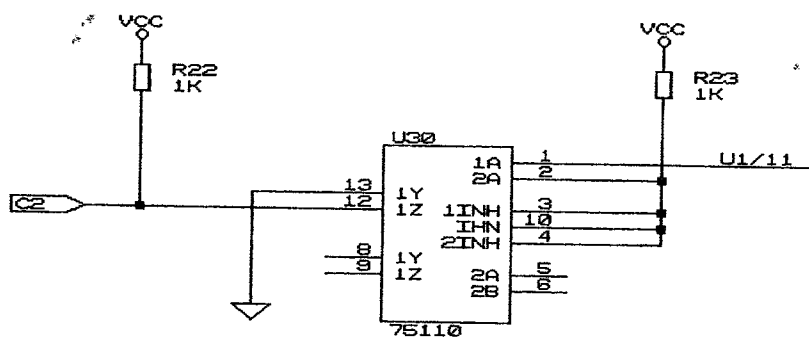 VCC
R22
1K
VCC
R23
1K
U30
1A 1 U1/11
2A 2
13 1Y
12 1Z
C2
1INH 3
IHN 10
2INH 4
8 1Y
9 1Z
2A 5
2B 6
75110